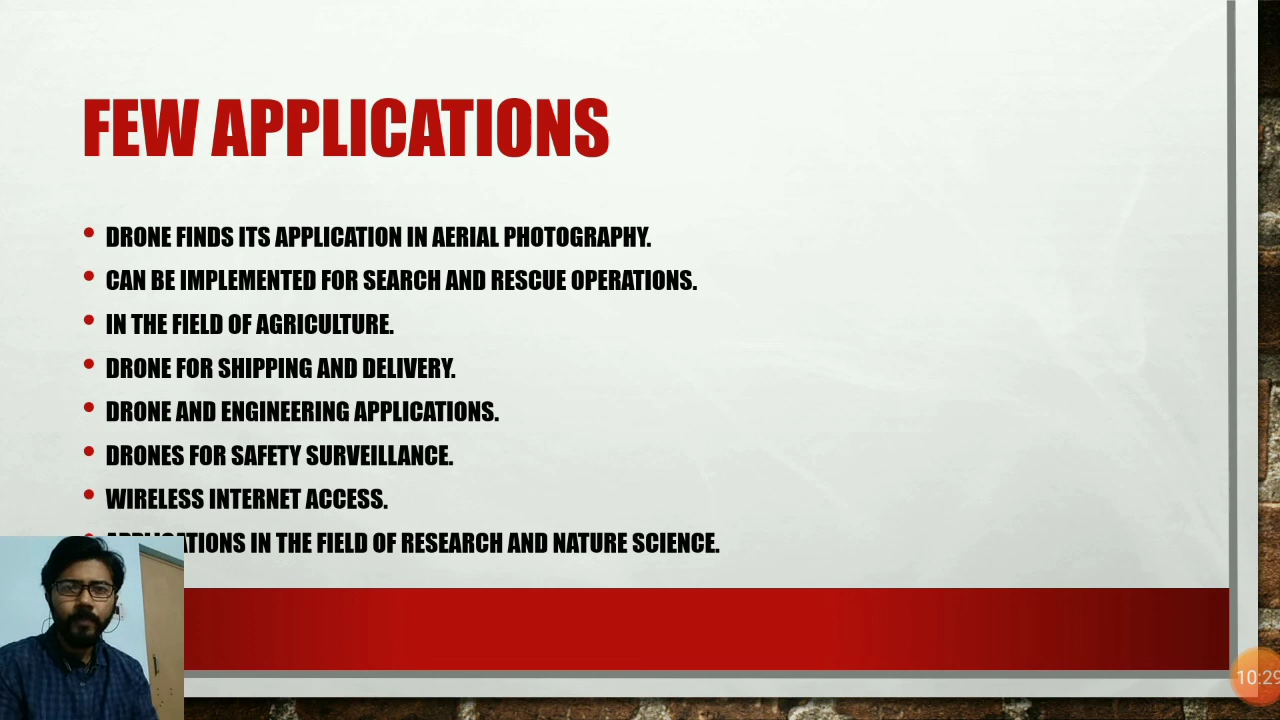 FEW APPLICATIONS
• DRONE FINDS ITS APPLICATION IN AERIAL PHOTOGRAPHY.
• CAN BE IMPLEMENTED FOR SEARCH AND RESCUE OPERATIONS.
• IN THE FIELD OF AGRICULTURE.
• DRONE FOR SHIPPING AND DELIVERY.
• DRONE AND ENGINEERING APPLICATIONS.
• DRONES FOR SAFETY SURVEILLANCE.
• WIRELESS INTERNET ACCESS.
• APPLICATIONS IN THE FIELD OF RESEARCH AND NATURE SCIENCE.
10:29